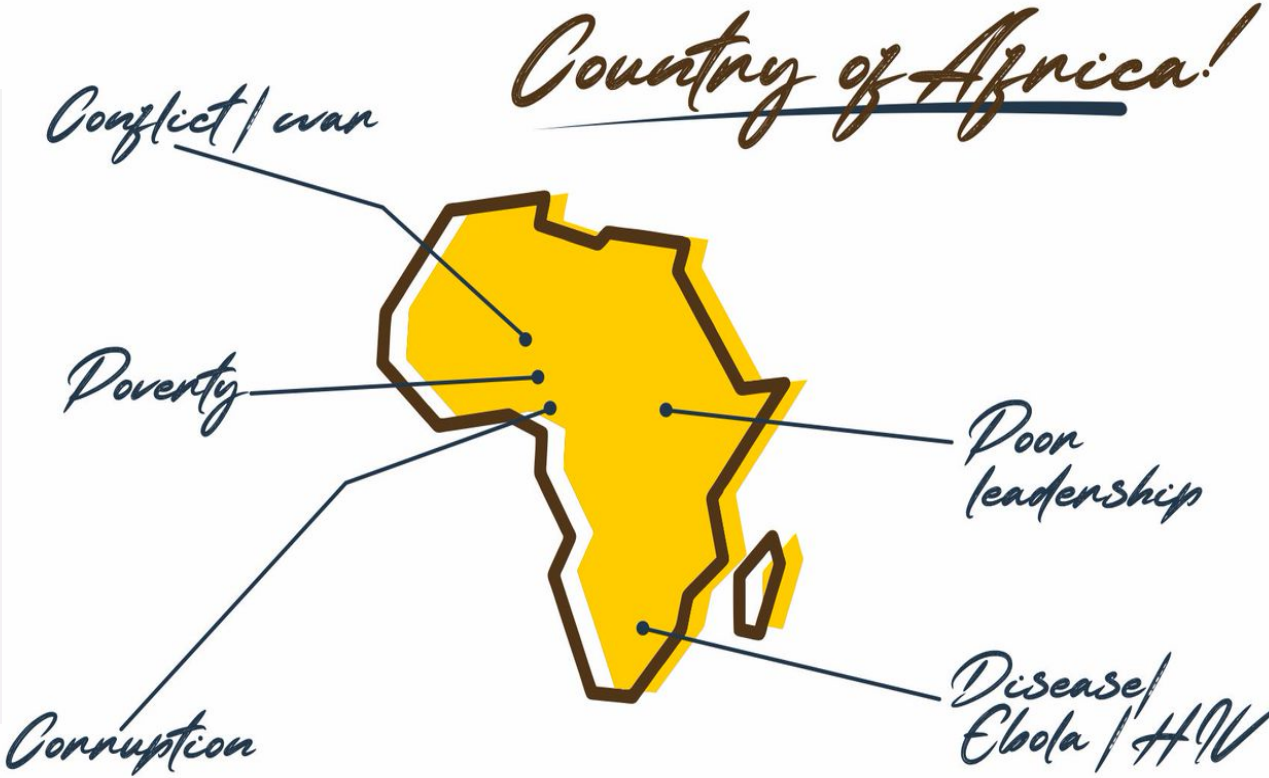 Country of Africa!
Conflict / war
Poverty
Poor
leadership
Corruption
Disease/
Ebola / HIV